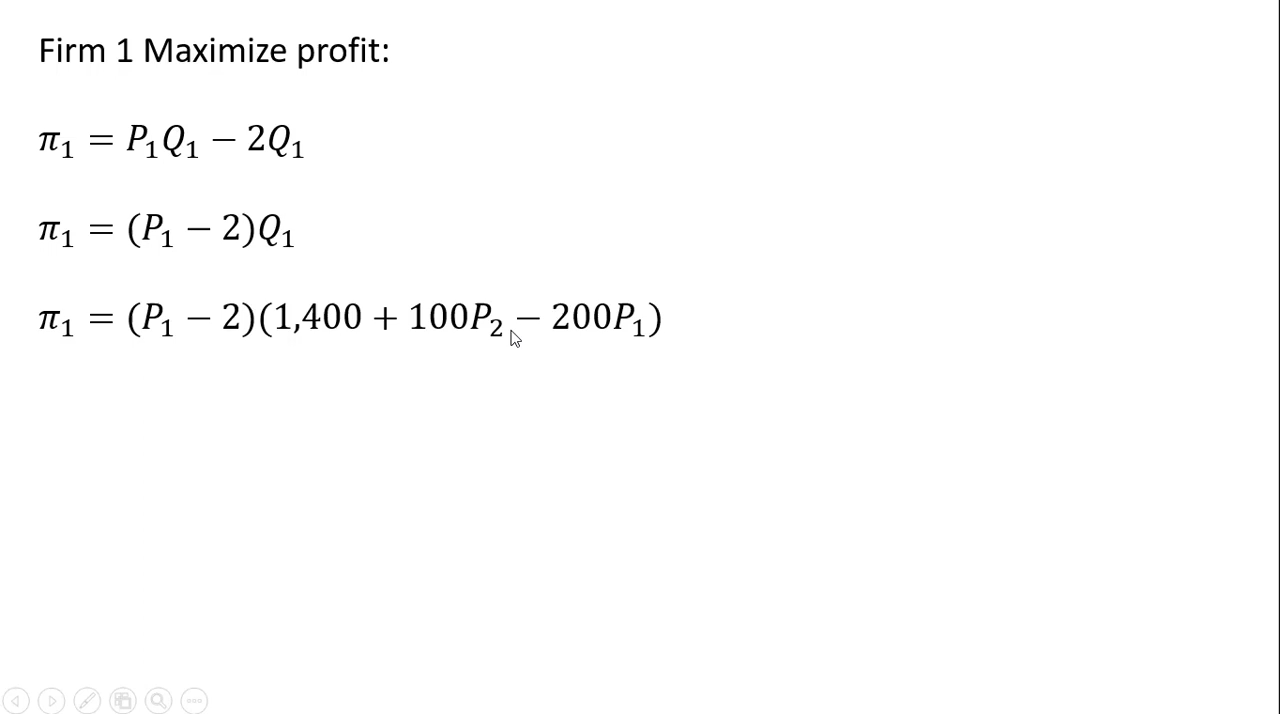 Firm 1 Maximize profit:
π₁ = P₁Q₁ − 2Q₁
π₁ = (P₁ − 2)Q₁
π₁ = (P₁ − 2)(1,400 + 100P₂ − 200P₁)